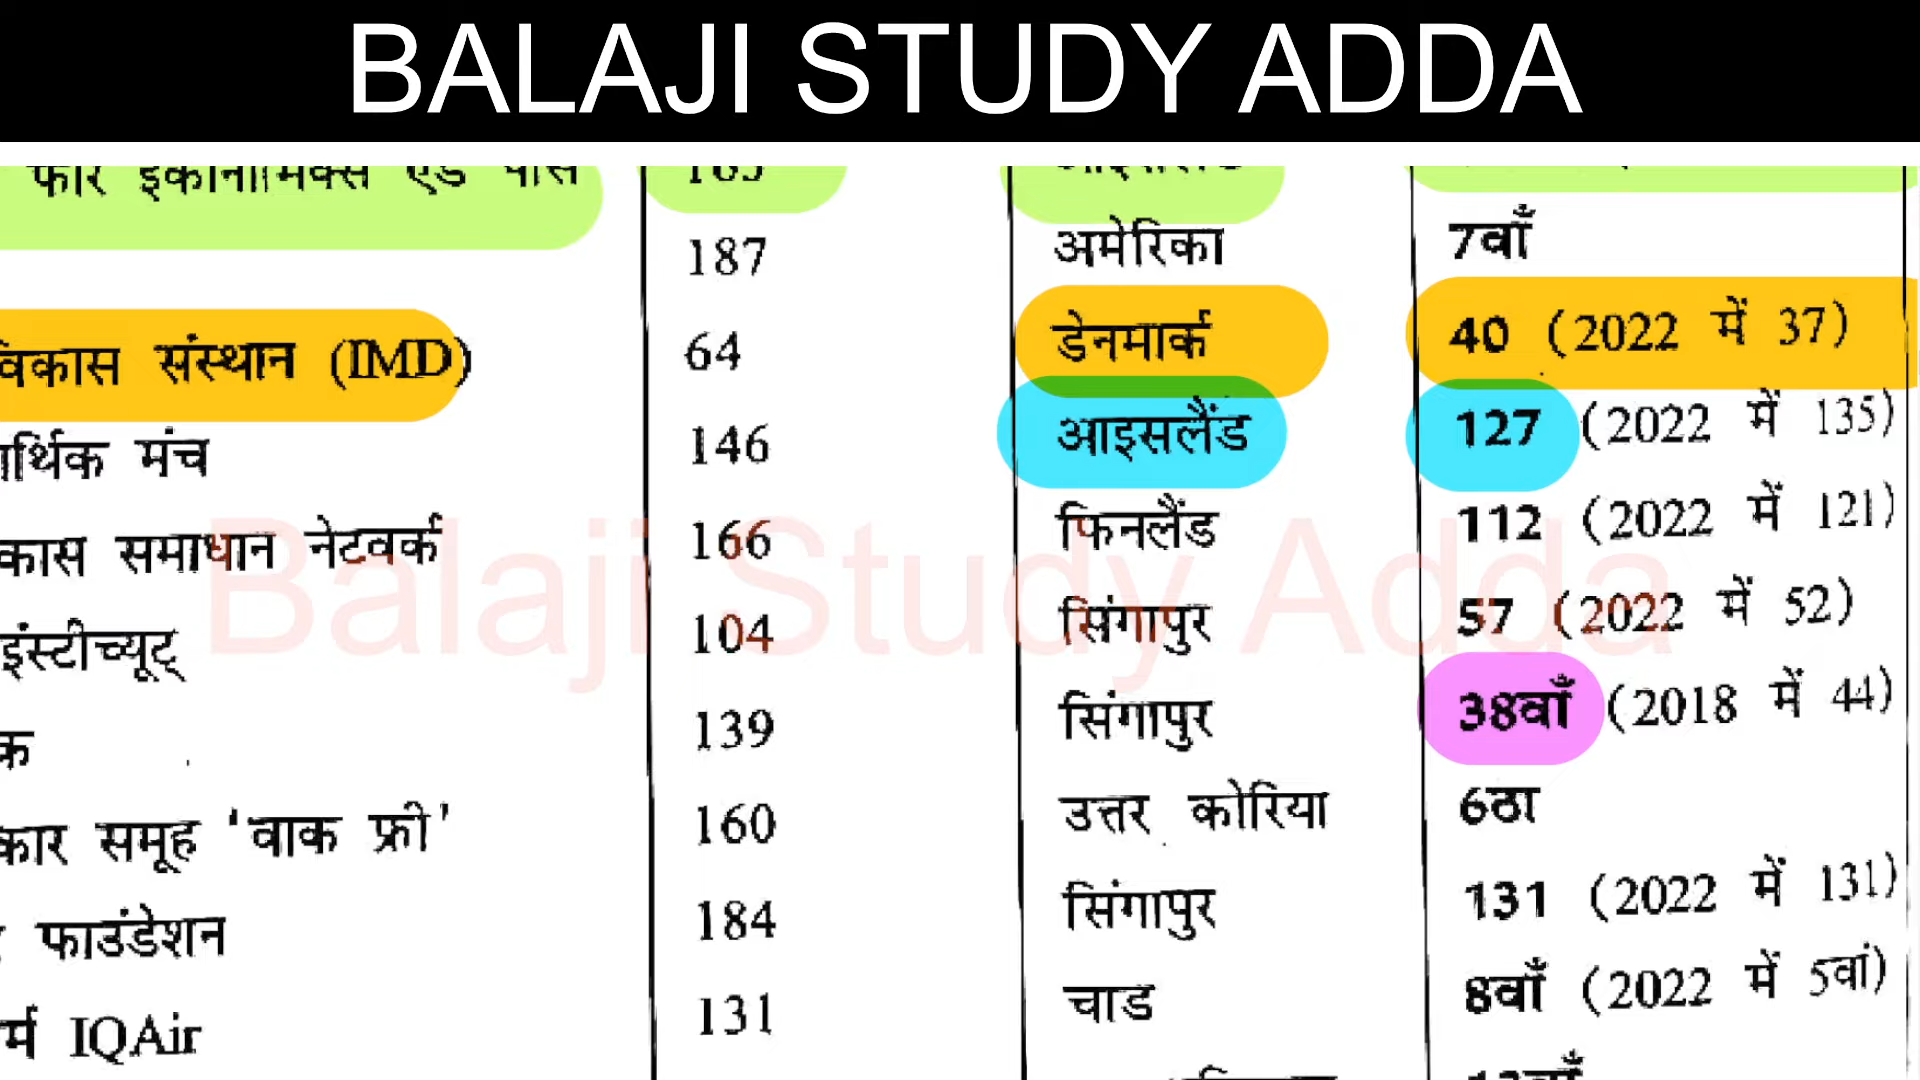 BALAJI STUDY ADDA
फॉर इकोनॉमिक्स एंड पीस 163
187 अमेरिका 7वाँ
विकास संस्थान (IMD) 64 डेनमार्क 40 (2022 में 37)
र्थिक मंच 146 आइसलैंड 127 (2022 में 135)
कास समाधान नेटवर्क 166 फिनलैंड 112 (2022 में 121)
इंस्टीच्यूट् 104 सिंगापुर 57 (2022 में 52)
क 139 सिंगापुर 38वाँ (2018 में 44)
कार समूह 'वाक फ्री' 160 उत्तर कोरिया 6ठा
फाउंडेशन 184 सिंगापुर 131 (2022 में 131)
र्म IQAir 131 चाड 8वाँ (2022 में 5वां)
Balaji Study Adda